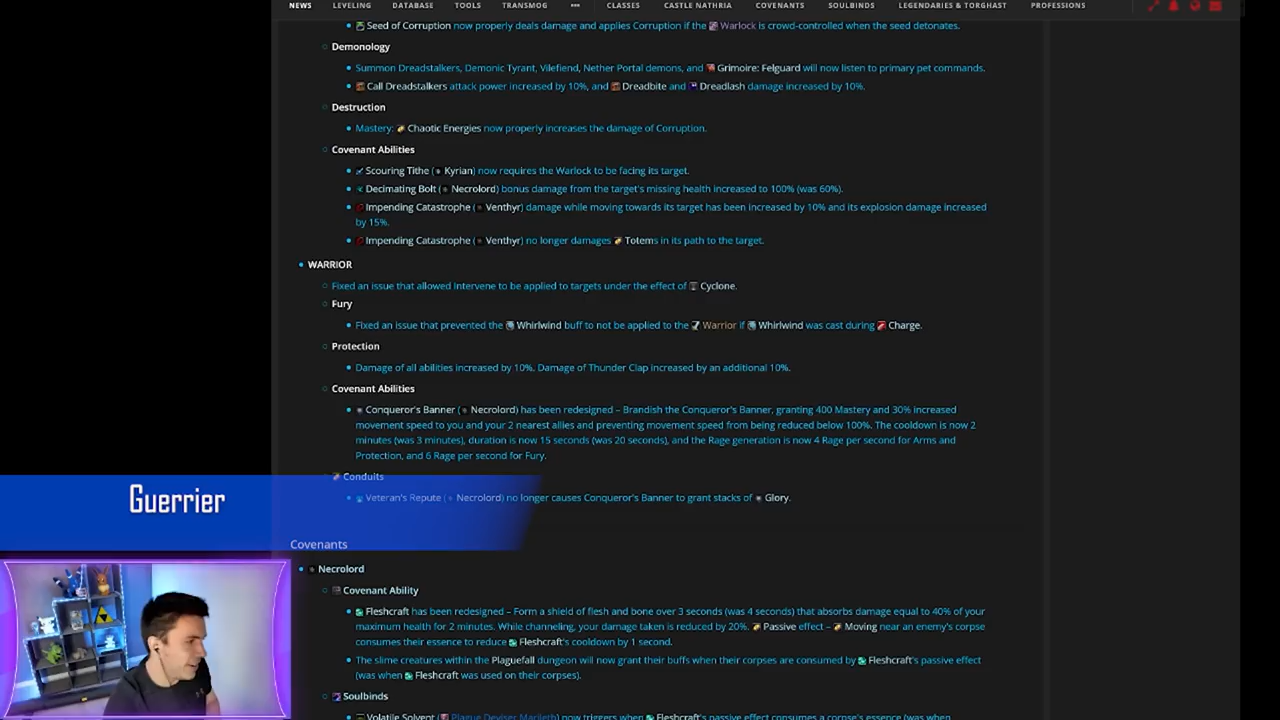 NEWS LEVELING DATABASE TOOLS TRANSMOG ••• CLASSES CASTLE NATHRIA COVENANTS SOULBINDS LEGENDARIES & TORGHAST PROFESSIONS
Seed of Corruption now properly deals damage and applies Corruption if the Warlock is crowd-controlled when the seed detonates.
Demonology
Summon Dreadstalkers, Demonic Tyrant, Vilefiend, Nether Portal demons, and Grimoire: Felguard will now listen to primary pet commands.
Call Dreadstalkers attack power increased by 10%, and Dreadbite and Dreadlash damage increased by 10%.
Destruction
Mastery: Chaotic Energies now properly increases the damage of Corruption.
Covenant Abilities
Scouring Tithe (Kyrian) now requires the Warlock to be facing its target.
Decimating Bolt (Necrolord) bonus damage from the target's missing health increased to 100% (was 60%).
Impending Catastrophe (Venthyr) damage while moving towards its target has been increased by 10% and its explosion damage increased
by 15%.
Impending Catastrophe (Venthyr) no longer damages Totems in its path to the target.
WARRIOR
Fixed an issue that allowed Intervene to be applied to targets under the effect of Cyclone.
Fury
Fixed an issue that prevented the Whirlwind buff to not be applied to the Warrior if Whirlwind was cast during Charge.
Protection
Damage of all abilities increased by 10%. Damage of Thunder Clap increased by an additional 10%.
Covenant Abilities
Conqueror's Banner (Necrolord) has been redesigned – Brandish the Conqueror's Banner, granting 400 Mastery and 30% increased
movement speed to you and your 2 nearest allies and preventing movement speed from being reduced below 100%. The cooldown is now 2
minutes (was 3 minutes), duration is now 15 seconds (was 20 seconds), and the Rage generation is now 4 Rage per second for Arms and
Protection, and 6 Rage per second for Fury.
Conduits
Veteran's Repute (Necrolord) no longer causes Conqueror's Banner to grant stacks of Glory.
Guerrier
Covenants
Necrolord
Covenant Ability
Fleshcraft has been redesigned – Form a shield of flesh and bone over 3 seconds (was 4 seconds) that absorbs damage equal to 40% of your
maximum health for 2 minutes. While channeling, your damage taken is reduced by 20%. Passive effect – Moving near an enemy's corpse
consumes their essence to reduce Fleshcraft's cooldown by 1 second.
The slime creatures within the Plaguefall dungeon will now grant their buffs when their corpses are consumed by Fleshcraft's passive effect
(was when Fleshcraft was used on their corpses).
Soulbinds
Volatile Solvent (Plague Deviser Marileth) now triggers when Fleshcraft's passive effect consumes a corpse's essence (was when